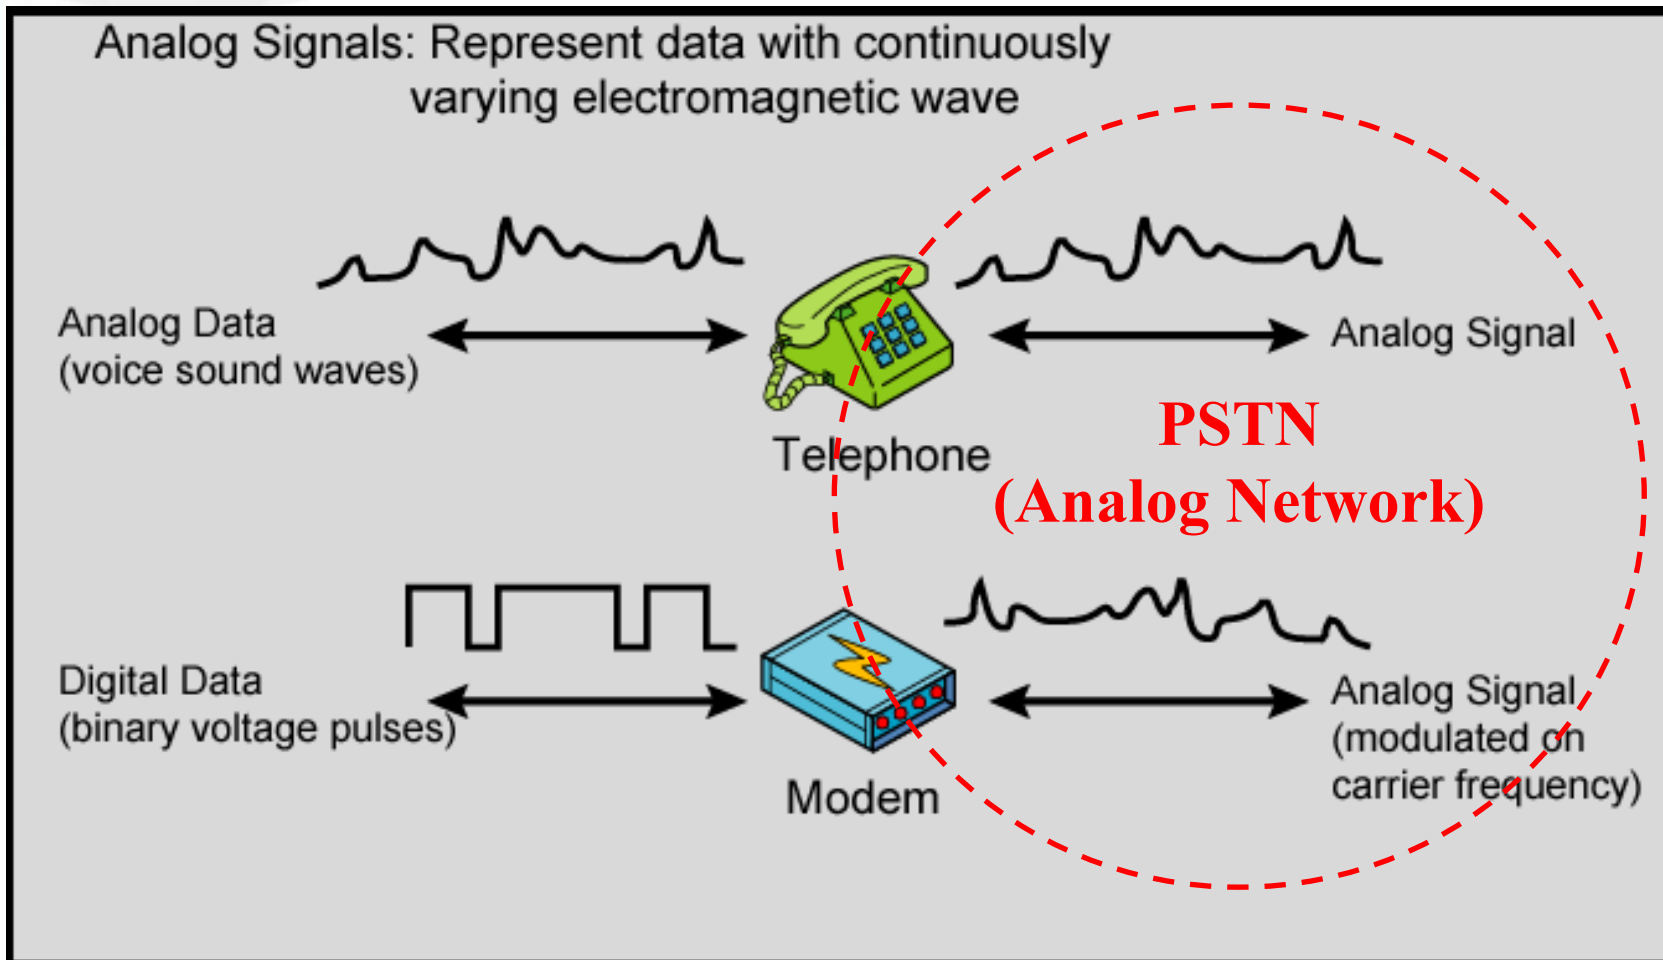 Analog Signals: Represent data with continuously
varying electromagnetic wave
Analog Data
(voice sound waves)
Analog Signal
Telephone
PSTN
(Analog Network)
Digital Data
(binary voltage pulses)
Modem
Analog Signal
(modulated on
carrier frequency)